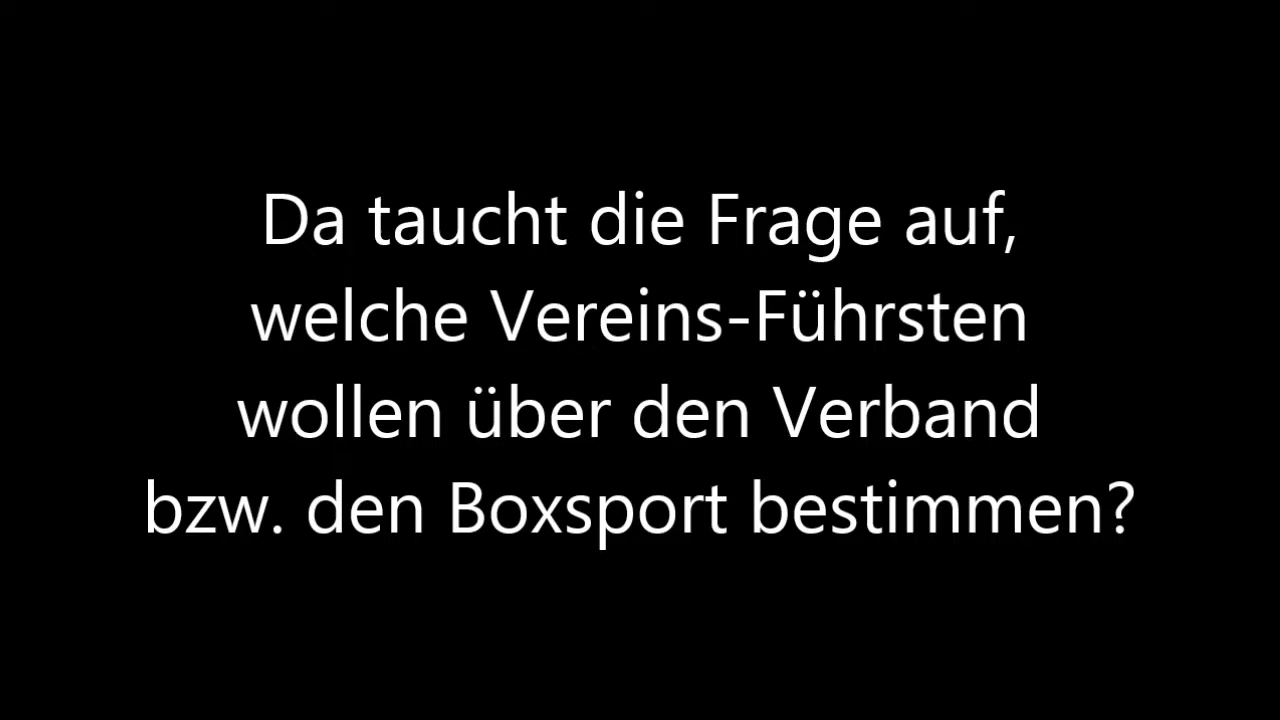 Da taucht die Frage auf,
welche Vereins-Führsten
wollen über den Verband
bzw. den Boxsport bestimmen?